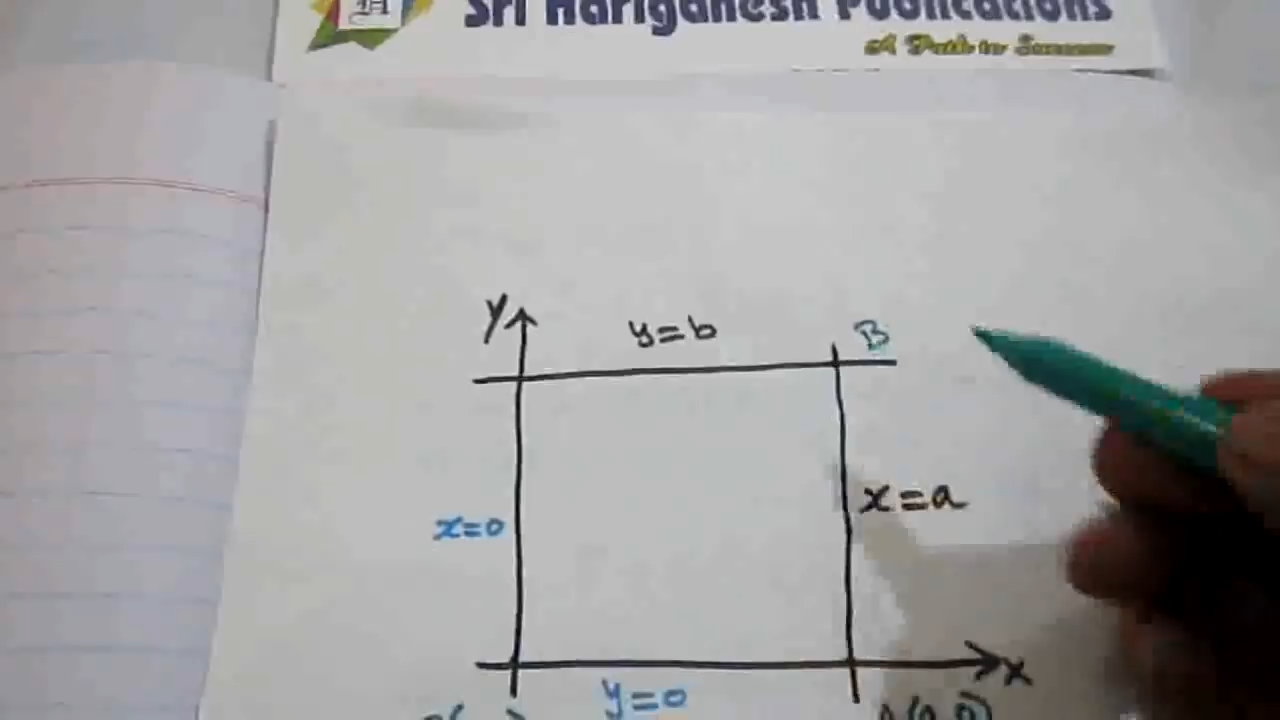 Sri Hariganesh Publications
A Path to Success
y
y=b
B
x=a
x=0
x
y=0